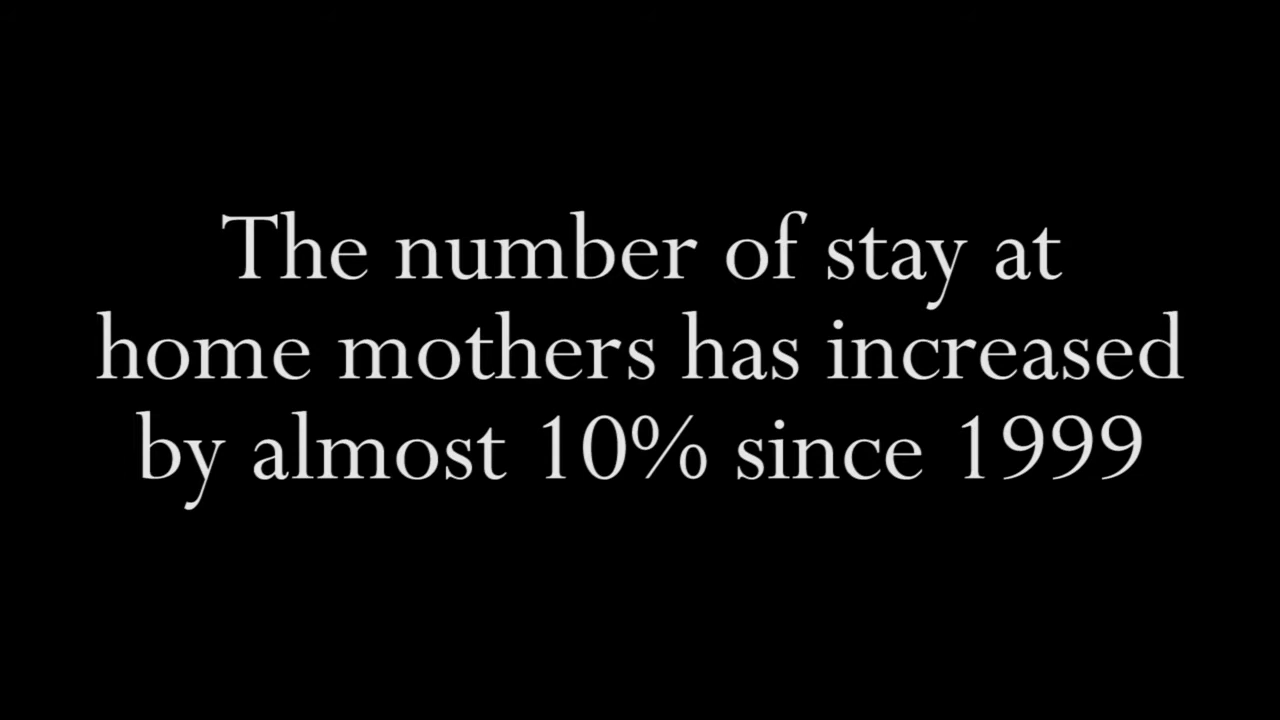 The number of stay at
home mothers has increased
by almost 10% since 1999